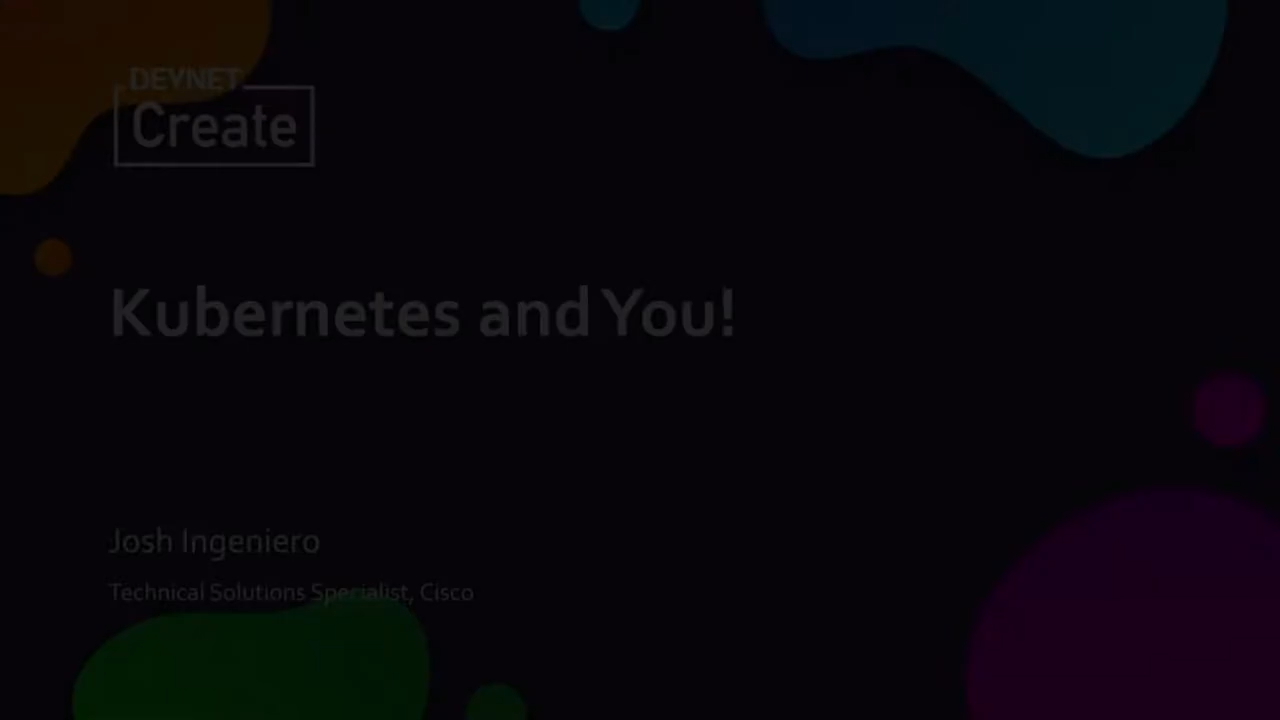 DEVNET
Create
Kubernetes and You!
Josh Ingeniero
Technical Solutions Specialist, Cisco